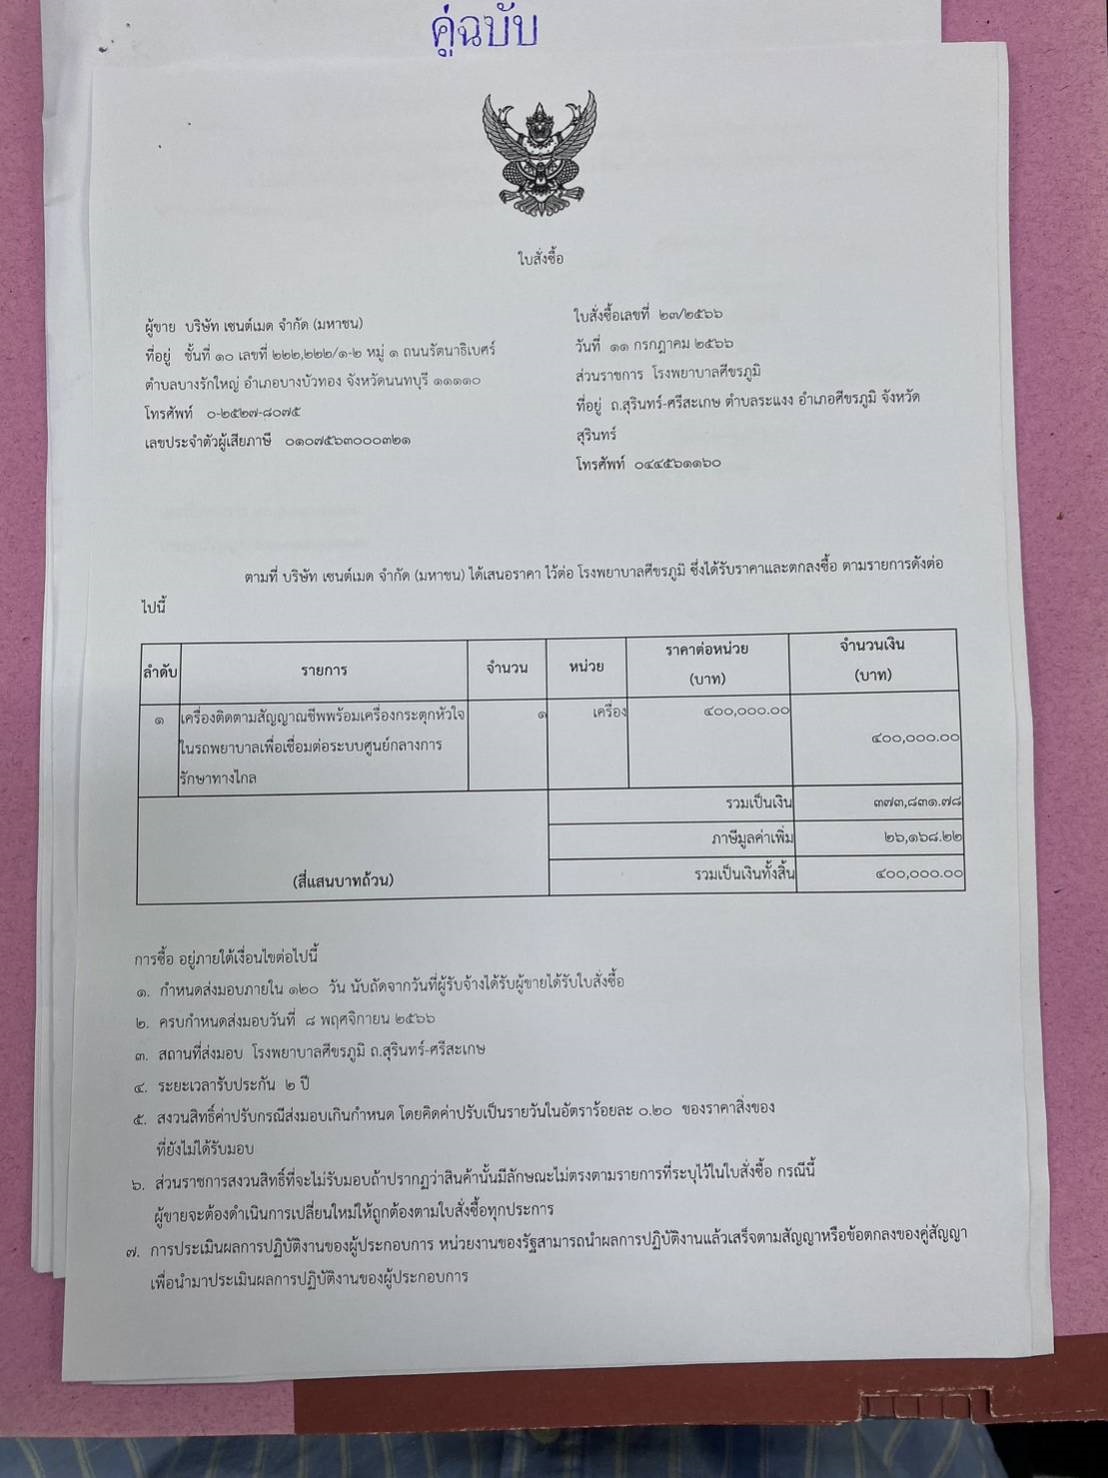 คู่ฉบับ
ใบสั่งซื้อ
ผู้ขาย บริษัท เซนต์เมด จำกัด (มหาชน)
ที่อยู่ ชั้นที่ ๑๐ เลขที่ ๒๒๒,๒๒๒/๑-๒ หมู่ ๑ ถนนรัตนาธิเบศร์
ตำบลบางรักใหญ่ อำเภอบางบัวทอง จังหวัดนนทบุรี ๑๑๑๑๐
โทรศัพท์ ๐-๒๕๒๗-๘๐๗๕
เลขประจำตัวผู้เสียภาษี ๐๑๐๗๕๖๓๐๐๐๓๒๑
ใบสั่งซื้อเลขที่ ๒๗/๒๕๖๖
วันที่ ๑๑ กรกฎาคม ๒๕๖๖
ส่วนราชการ โรงพยาบาลศีขรภูมิ
ที่อยู่ ถ.สุรินทร์-ศรีสะเกษ ตำบลระแงง อำเภอศีขรภูมิ จังหวัด
สุรินทร์
โทรศัพท์ ๐๔๔๕๖๑๑๖๐
ตามที่ บริษัท เซนต์เมด จำกัด (มหาชน) ได้เสนอราคา ไว้ต่อ โรงพยาบาลศีขรภูมิ ซึ่งได้รับราคาและตกลงซื้อ ตามรายการดังต่อ
ไปนี้
ลำดับ รายการ จำนวน หน่วย ราคาต่อหน่วย (บาท) จำนวนเงิน (บาท)
๑ เครื่องติดตามสัญญาณชีพพร้อมเครื่องกระตุกหัวใจ ๑ เครื่อง ๔๐๐,๐๐๐.๐๐
ในรถพยาบาลเพื่อเชื่อมต่อระบบศูนย์กลางการ ๔๐๐,๐๐๐.๐๐
รักษาทางไกล
รวมเป็นเงิน ๓๗๓,๘๓๑.๗๘
ภาษีมูลค่าเพิ่ม ๒๖,๑๖๘.๒๒
(สี่แสนบาทถ้วน) รวมเป็นเงินทั้งสิ้น ๔๐๐,๐๐๐.๐๐
การซื้อ อยู่ภายใต้เงื่อนไขต่อไปนี้
๑. กำหนดส่งมอบภายใน ๑๒๐ วัน นับถัดจากวันที่ผู้รับจ้างได้รับผู้ขายได้รับใบสั่งซื้อ
๒. ครบกำหนดส่งมอบวันที่ ๘ พฤศจิกายน ๒๕๖๖
๓. สถานที่ส่งมอบ โรงพยาบาลศีขรภูมิ ถ.สุรินทร์-ศรีสะเกษ
๔. ระยะเวลารับประกัน ๒ ปี
๕. สงวนสิทธิ์ค่าปรับกรณีส่งมอบเกินกำหนด โดยคิดค่าปรับเป็นรายวันในอัตราร้อยละ ๐.๒๐ ของราคาสิ่งของ
ที่ยังไม่ได้รับมอบ
๖. ส่วนราชการสงวนสิทธิ์ที่จะไม่รับมอบถ้าปรากฏว่าสินค้านั้นมีลักษณะไม่ตรงตามรายการที่ระบุไว้ในใบสั่งซื้อ กรณีนี้
ผู้ขายจะต้องดำเนินการเปลี่ยนใหม่ให้ถูกต้องตามใบสั่งซื้อทุกประการ
๗. การประเมินผลการปฏิบัติงานของผู้ประกอบการ หน่วยงานของรัฐสามารถนำผลการปฏิบัติงานแล้วเสร็จตามสัญญาหรือข้อตกลงของคู่สัญญา
เพื่อนำมาประเมินผลการปฏิบัติงานของผู้ประกอบการ